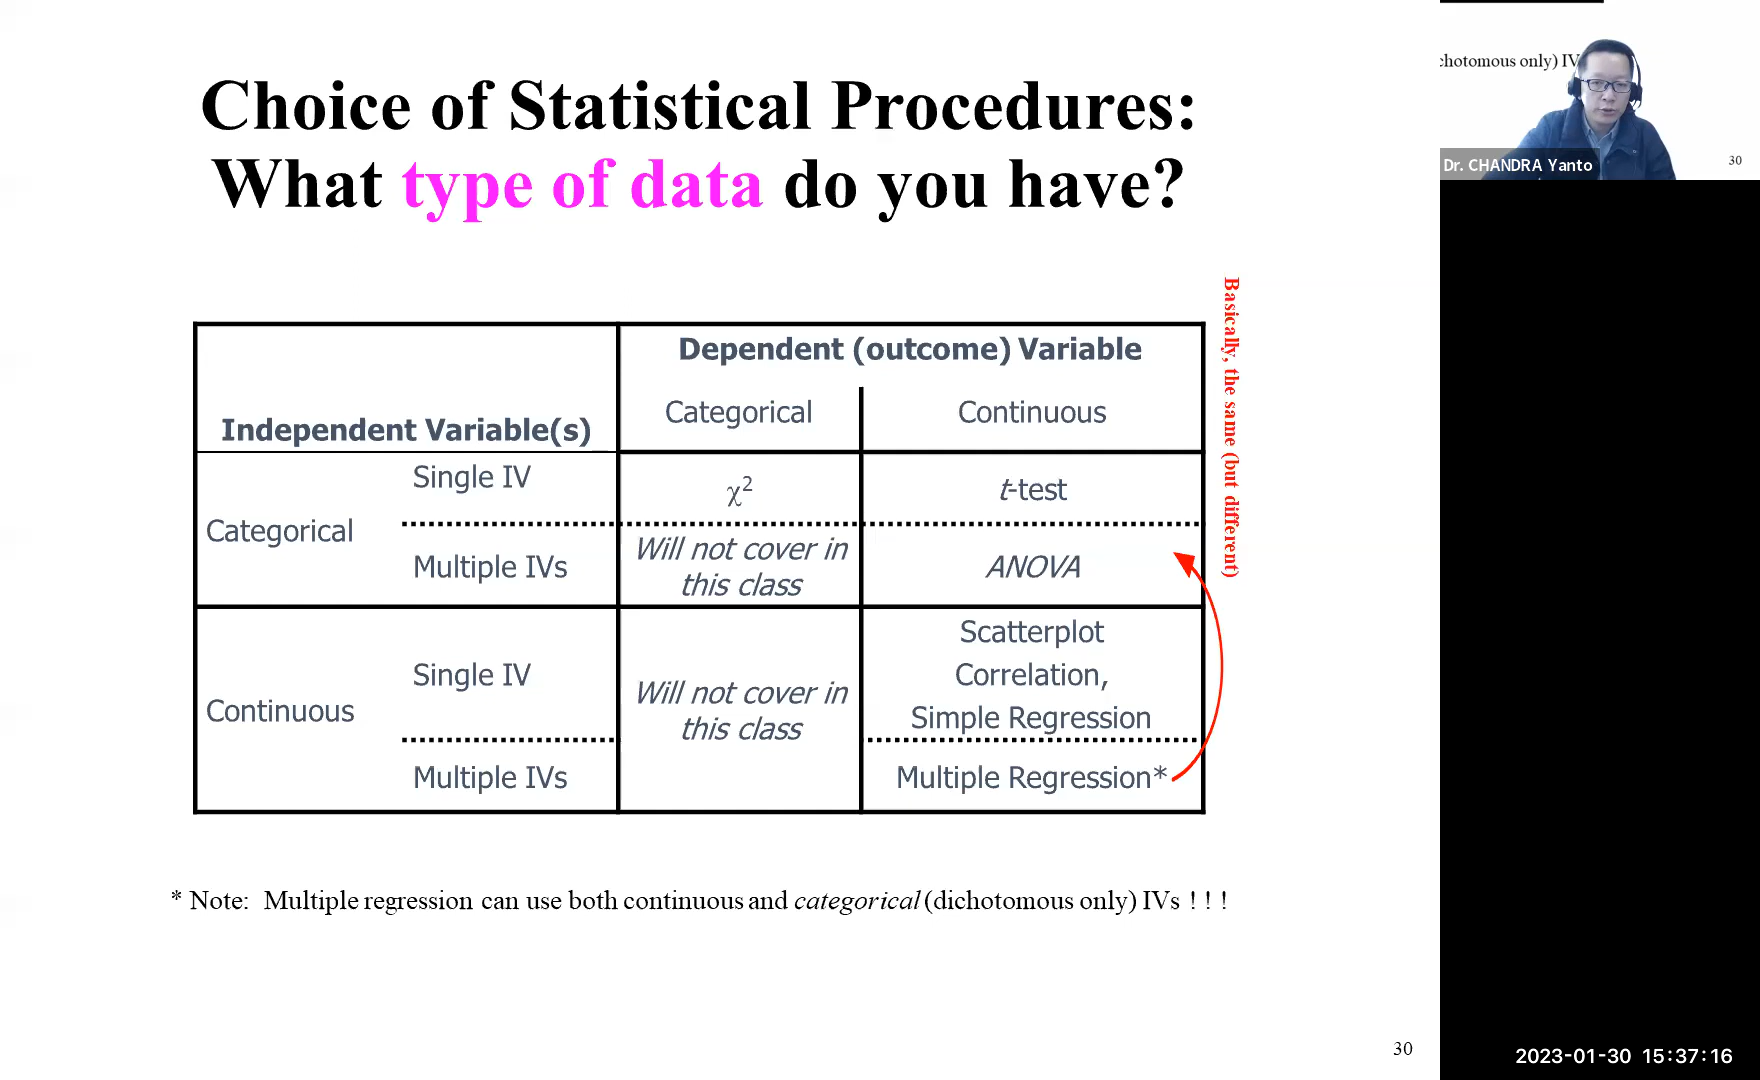 Choice of Statistical Procedures:
What type of data do you have?
Basically, the same (but different)
Dependent (outcome) Variable
Independent Variable(s)
Categorical
Continuous
Categorical
Single IV
χ2
t-test
Multiple IVs
Will not cover in
this class
ANOVA
Continuous
Single IV
Will not cover in
this class
Scatterplot
Correlation,
Simple Regression
Multiple IVs
Multiple Regression*
* Note: Multiple regression can use both continuous and categorical (dichotomous only) IVs ! ! !
30
chotomous only) IV
Dr. CHANDRA Yanto
30
2023-01-30 15:37:16